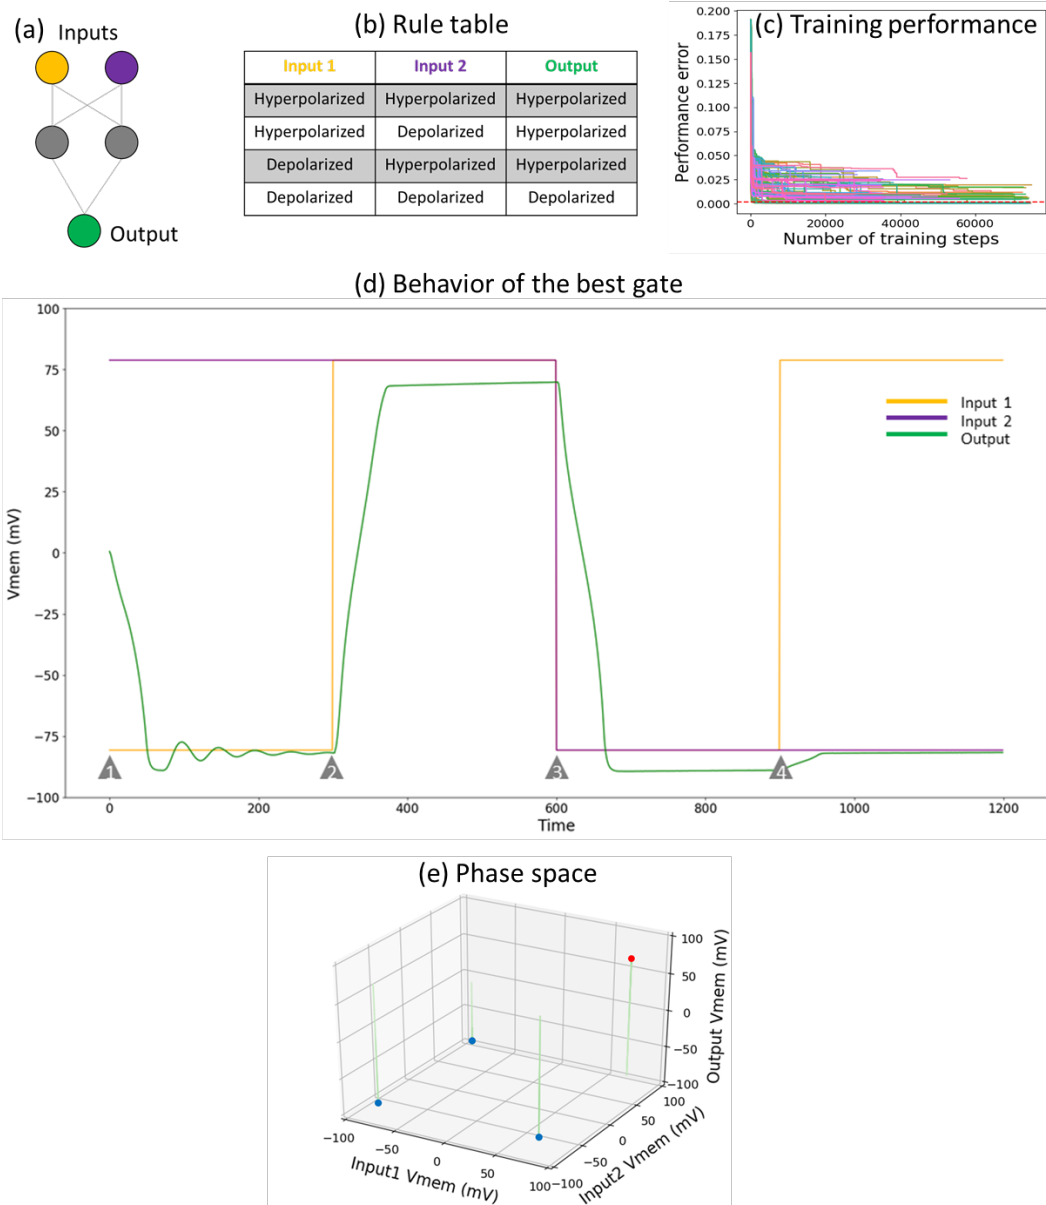 (a) Inputs
Output
(b) Rule table
Input 1 Input 2 Output
Hyperpolarized Hyperpolarized Hyperpolarized
Hyperpolarized Depolarized Hyperpolarized
Depolarized Hyperpolarized Hyperpolarized
Depolarized Depolarized Depolarized
(c) Training performance
Performance error
0.200
0.175
0.150
0.125
0.100
0.075
0.050
0.025
0.000
0 20000 40000 60000
Number of training steps
(d) Behavior of the best gate
Vmem (mV)
100
75
50
25
0
−25
−50
−75
−100
Input 1
Input 2
Output
1 2 3 4
0 200 400 600 800 1000 1200
Time
(e) Phase space
Output Vmem (mV)
100
50
0
−50
−100
100
50
0
−50
−100
Input2 Vmem (mV)
−100
−50
0
50
100
Input1 Vmem (mV)